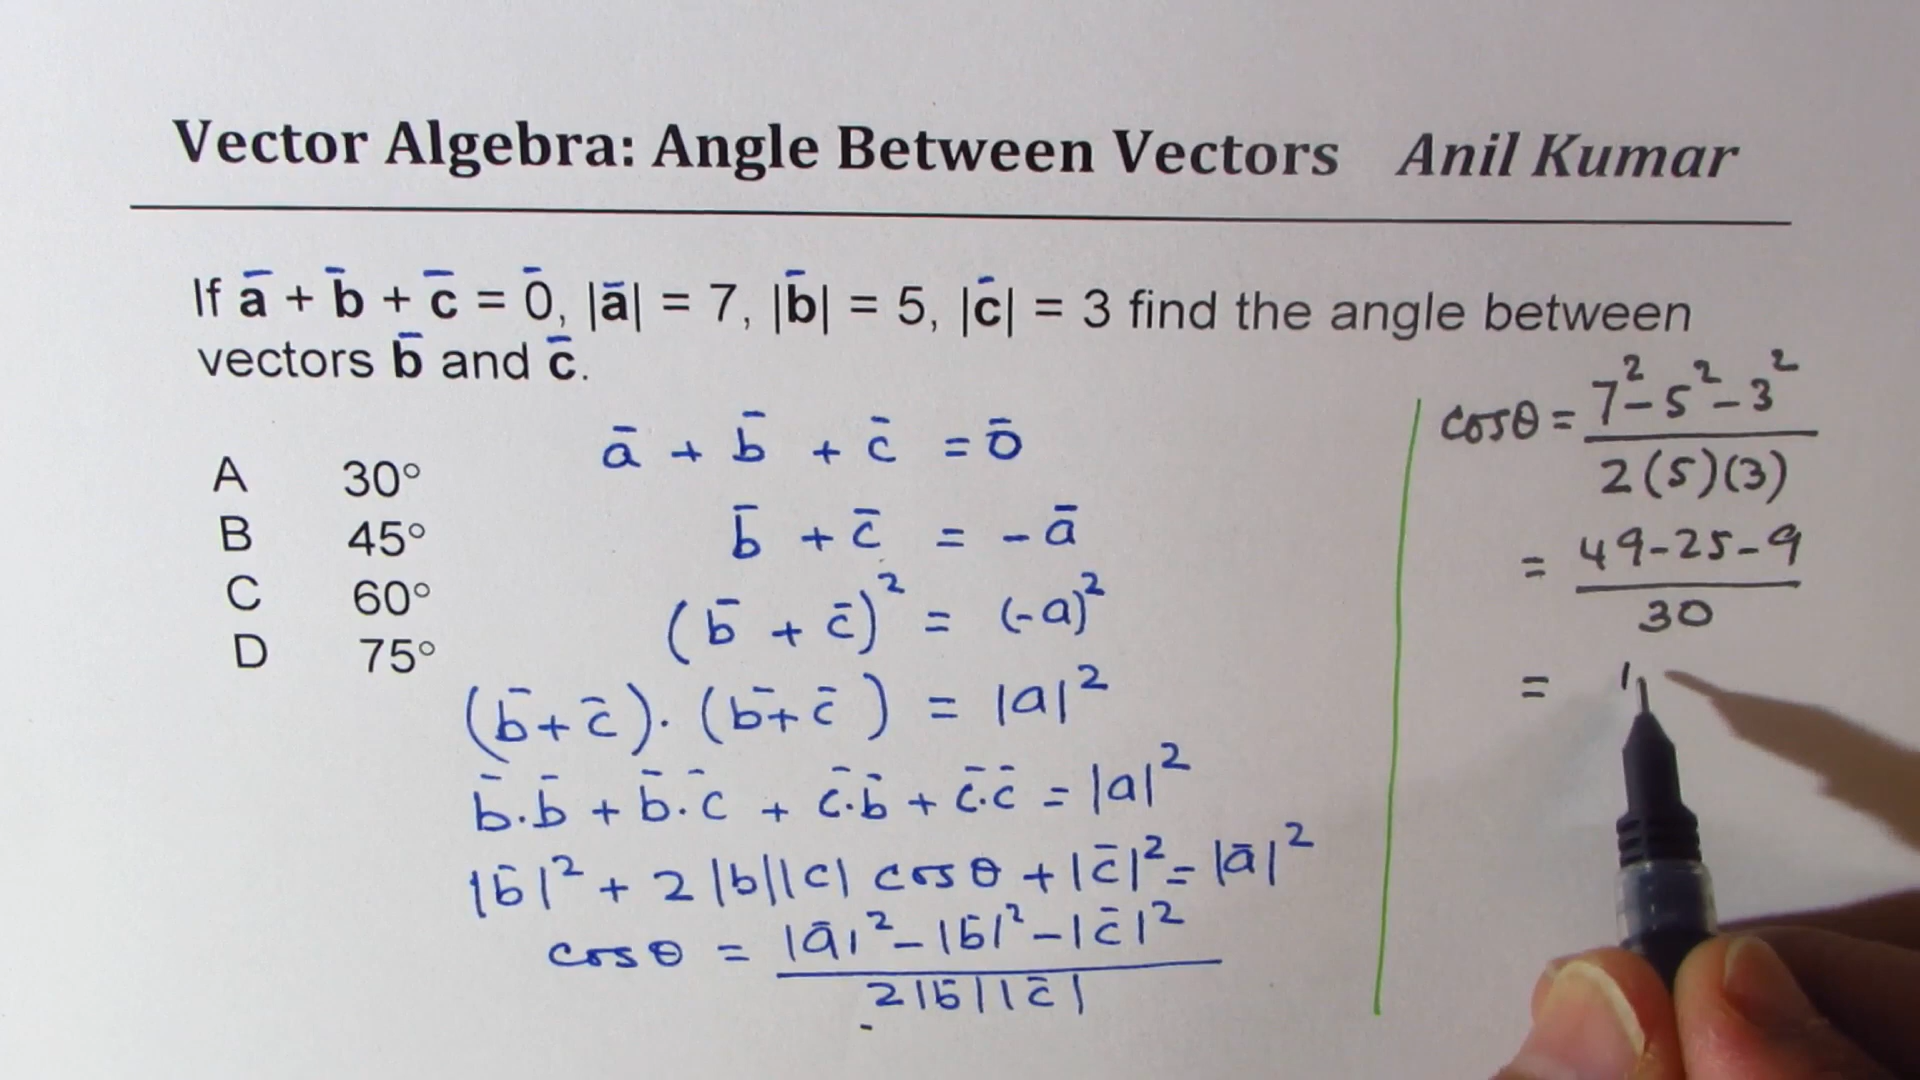 Vector Algebra: Angle Between Vectors Anil Kumar
If a̅ + b̅ + c̅ = 0̅, |a̅| = 7, |b̅| = 5, |c̅| = 3 find the angle between
vectors b̅ and c̅.
A 30°
B 45°
C 60°
D 75°
a̅ + b̅ + c̅ = 0̅
b̅ + c̅ = -a̅
(b̅ + c̅)² = (-a)²
(b̅+c̅)·(b̅+c̅) = |a|²
b̅·b̅ + b̅·c̅ + c̅·b̅ + c̅·c̅ = |a|²
|b̅|² + 2|b||c| cosθ + |c̅|² = |a̅|²
cosθ = |a̅|² - |b̅|² - |c̅|²
2|b̅||c̅|
cosθ = 7² - 5² - 3²
2(5)(3)
= 49-25-9
30
= 1